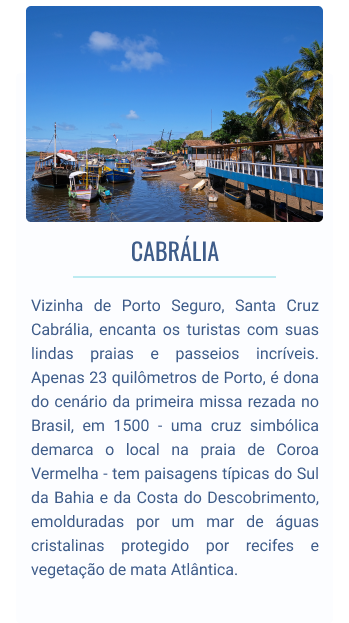 CABRÁLIA
Vizinha de Porto Seguro, Santa Cruz
Cabrália, encanta os turistas com suas
lindas praias e passeios incríveis.
Apenas 23 quilômetros de Porto, é dona
do cenário da primeira missa rezada no
Brasil, em 1500 - uma cruz simbólica
demarca o local na praia de Coroa
Vermelha - tem paisagens típicas do Sul
da Bahia e da Costa do Descobrimento,
emolduradas por um mar de águas
cristalinas protegido por recifes e
vegetação de mata Atlântica.